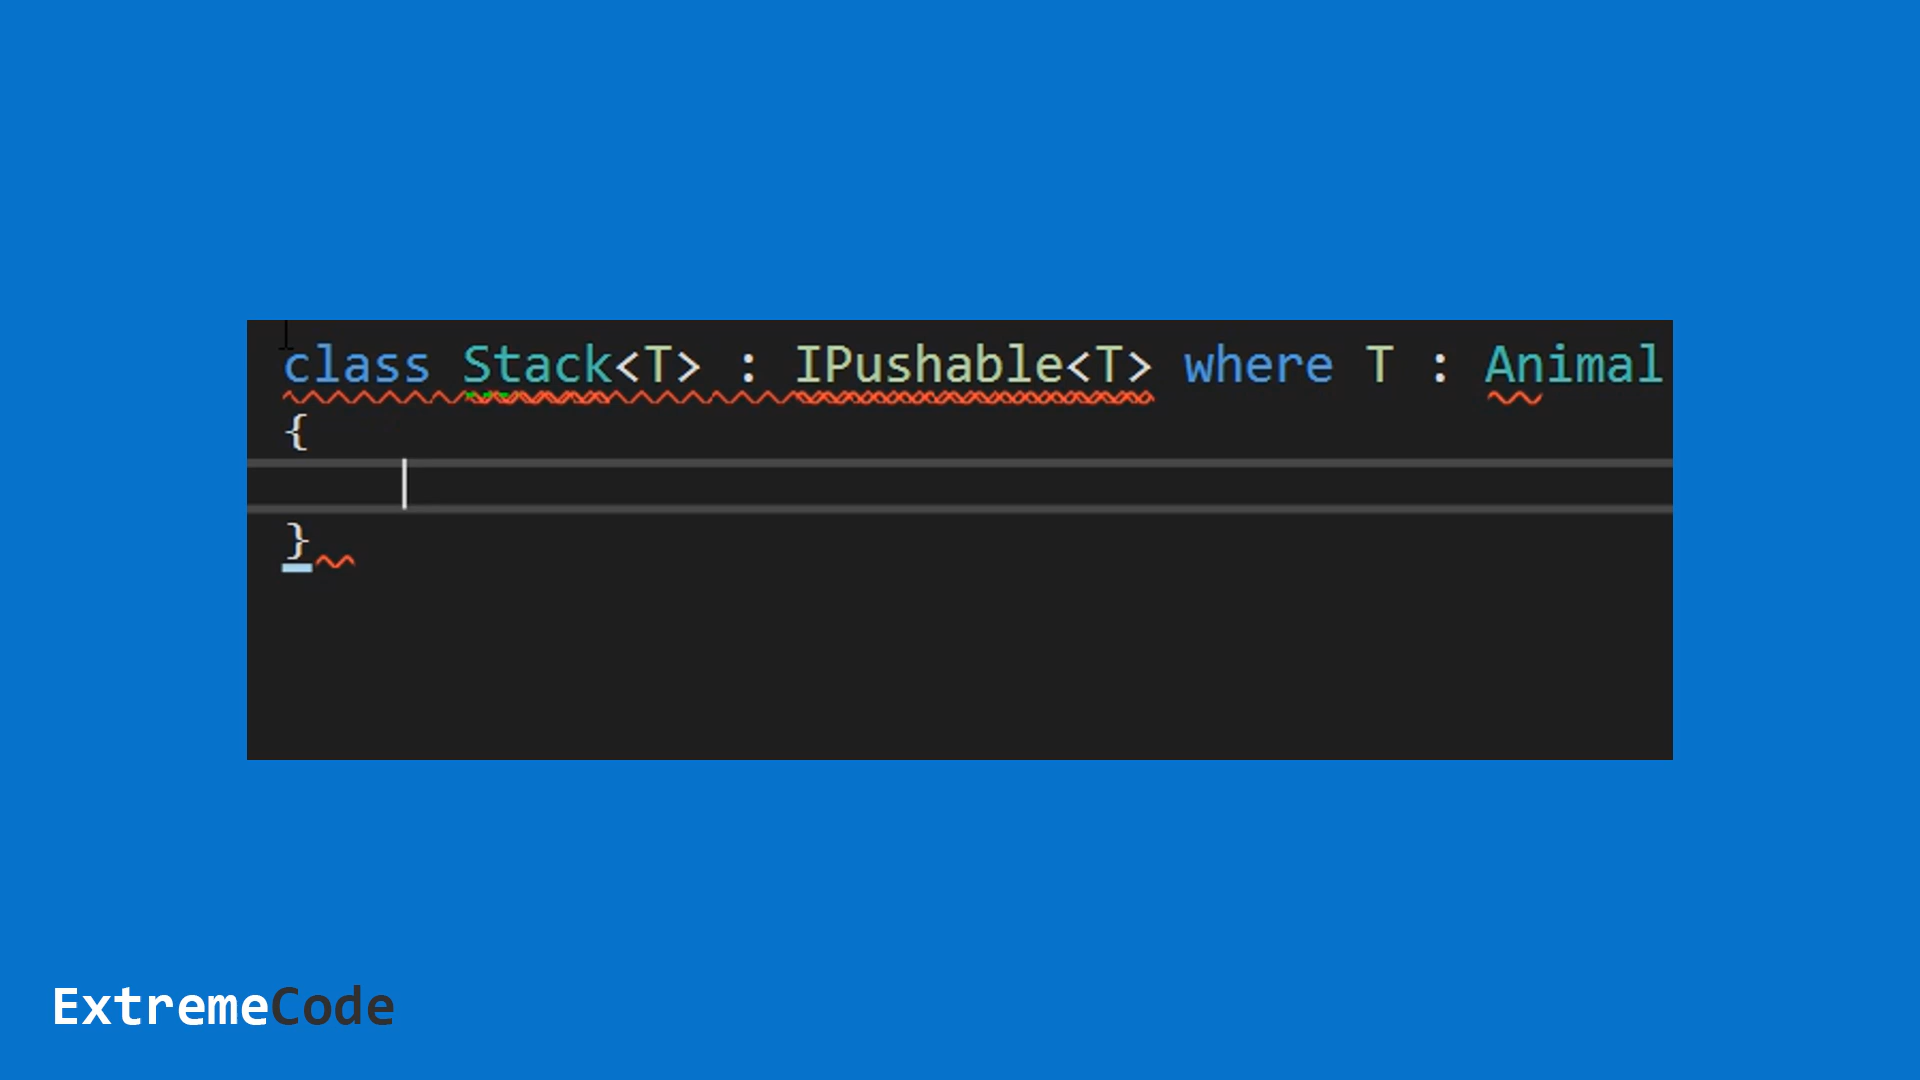 class Stack<T> : IPushable<T> where T : Animal
{
}
ExtremeCode